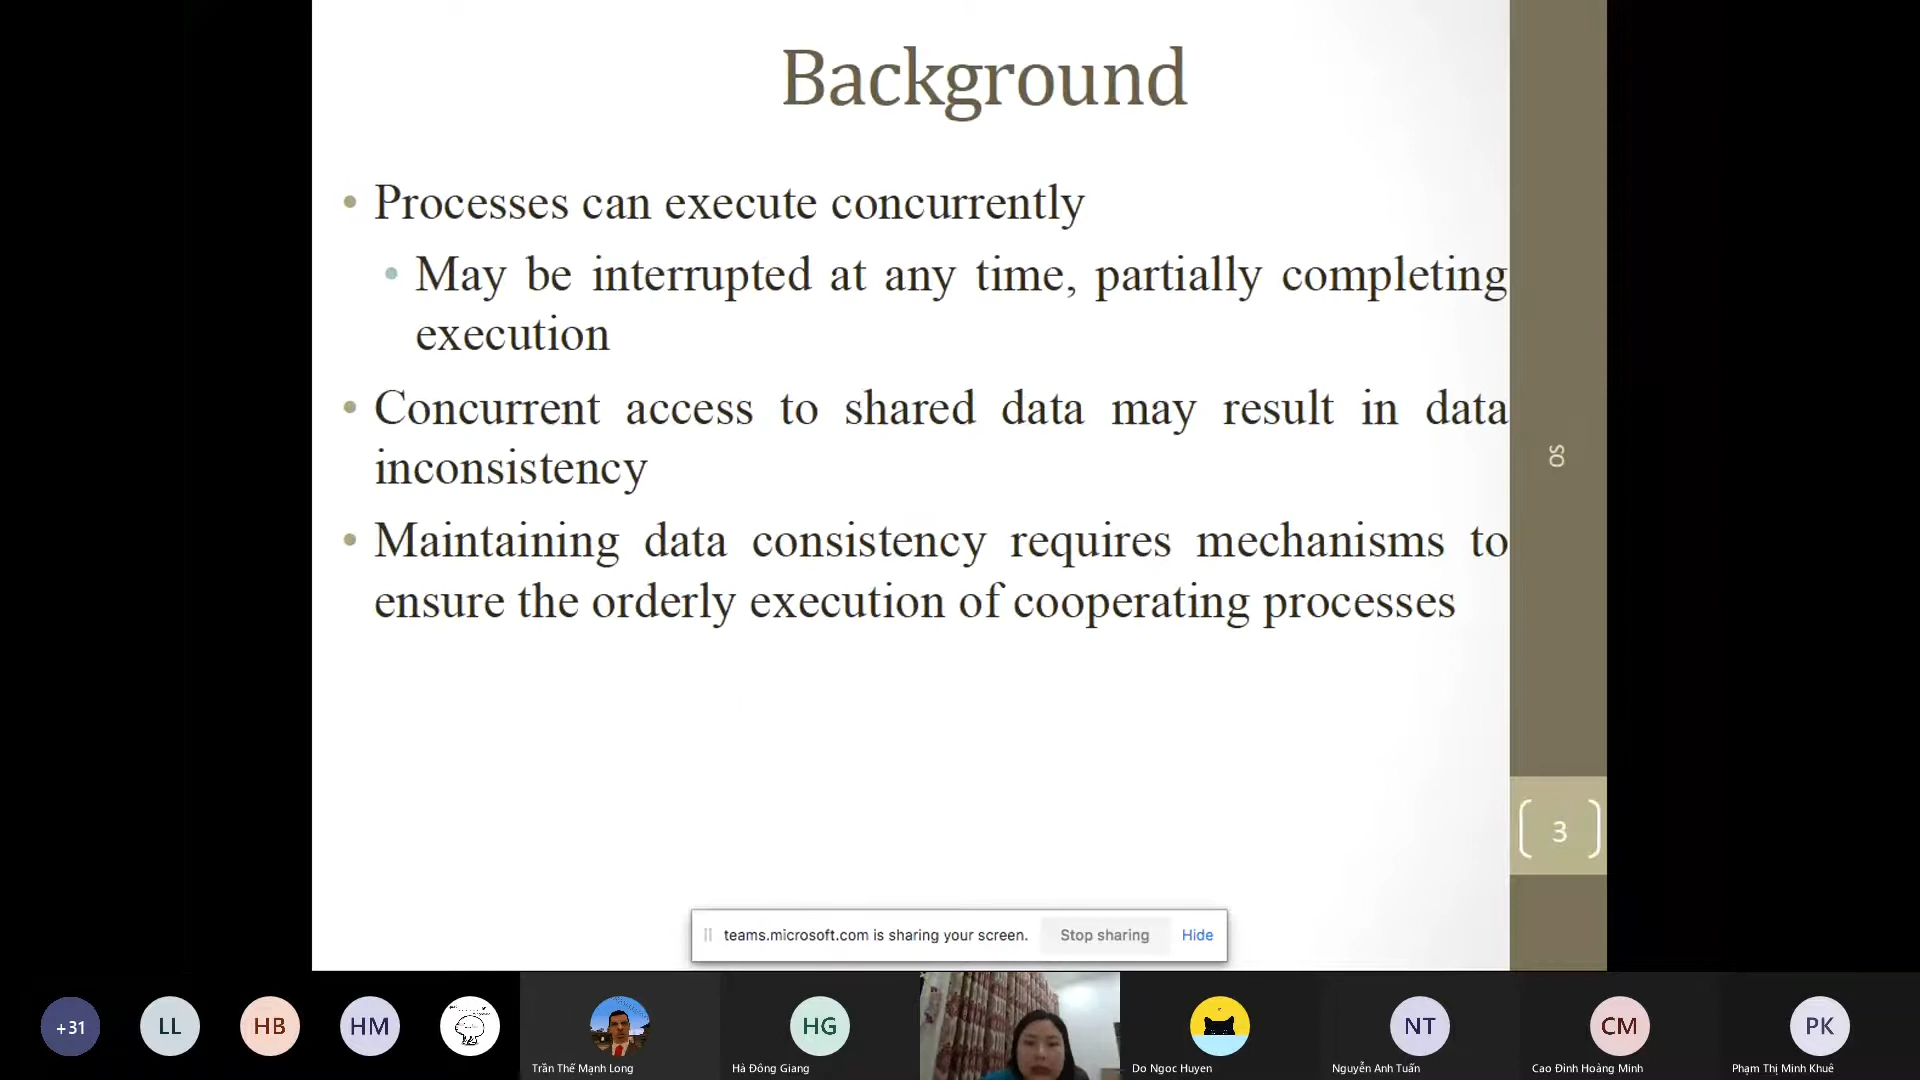 Background
• Processes can execute concurrently
• May be interrupted at any time, partially completing
execution
• Concurrent access to shared data may result in data
inconsistency
• Maintaining data consistency requires mechanisms to
ensure the orderly execution of cooperating processes
OS
3
teams.microsoft.com is sharing your screen. Stop sharing Hide
+31 LL HB HM HG NT CM PK
Trần Thế Mạnh Long Hà Đông Giang Do Ngoc Huyen Nguyễn Anh Tuấn Cao Đình Hoàng Minh Phạm Thị Minh Khuê